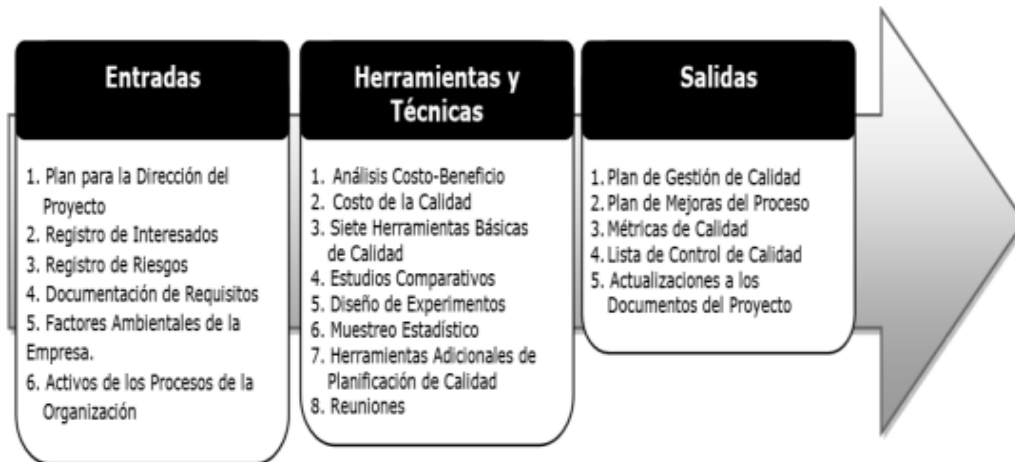 Entradas
1. Plan para la Dirección del
Proyecto
2. Registro de Interesados
3. Registro de Riesgos
4. Documentación de Requisitos
5. Factores Ambientales de la
Empresa.
6. Activos de los Procesos de la
Organización
Herramientas y
Técnicas
1. Análisis Costo-Beneficio
2. Costo de la Calidad
3. Siete Herramientas Básicas
de Calidad
4. Estudios Comparativos
5. Diseño de Experimentos
6. Muestreo Estadístico
7. Herramientas Adicionales de
Planificación de Calidad
8. Reuniones
Salidas
1. Plan de Gestión de Calidad
2. Plan de Mejoras del Proceso
3. Métricas de Calidad
4. Lista de Control de Calidad
5. Actualizaciones a los
Documentos del Proyecto